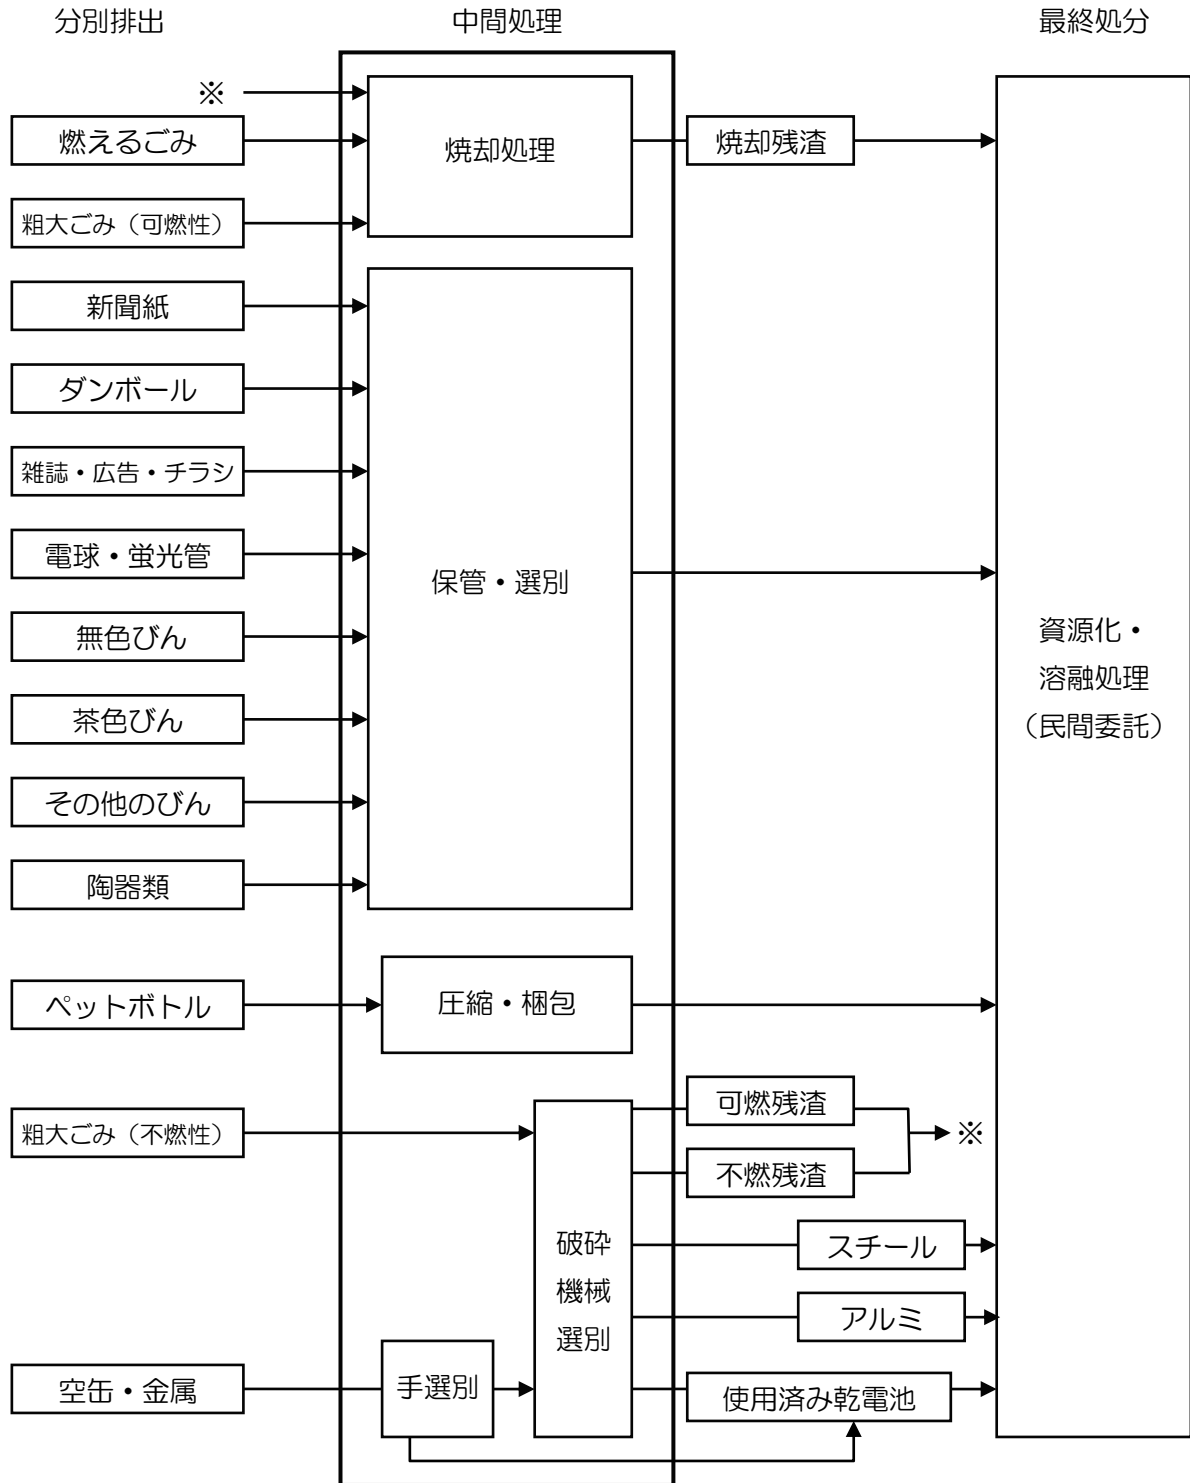 分別排出
中間処理
最終処分
※
燃えるごみ
焼却処理
焼却残渣
粗大ごみ（可燃性）
新聞紙
ダンボール
雑誌・広告・チラシ
電球・蛍光管
保管・選別
無色びん
資源化・
溶融処理
（民間委託）
茶色びん
その他のびん
陶器類
ペットボトル
圧縮・梱包
可燃残渣
粗大ごみ（不燃性）
※
不燃残渣
破砕
機械
選別
スチール
アルミ
空缶・金属
手選別
使用済み乾電池